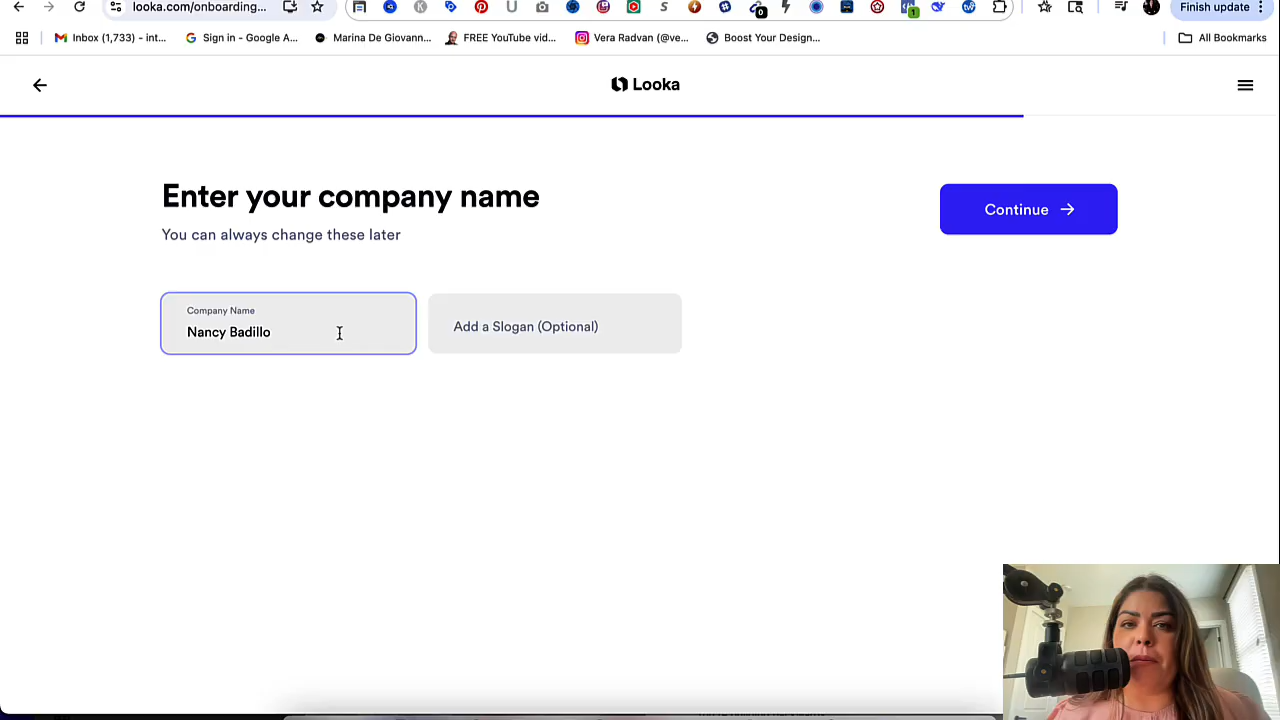 looka.com/onboarding...
0
1
Finish update
Inbox (1,733) - int...
Sign in - Google A...
Marina De Giovann...
FREE YouTube vid...
Vera Radvan (@ve...
Boost Your Design...
All Bookmarks
Looka
Enter your company name
You can always change these later
Continue
Company Name
Nancy Badillo
Add a Slogan (Optional)